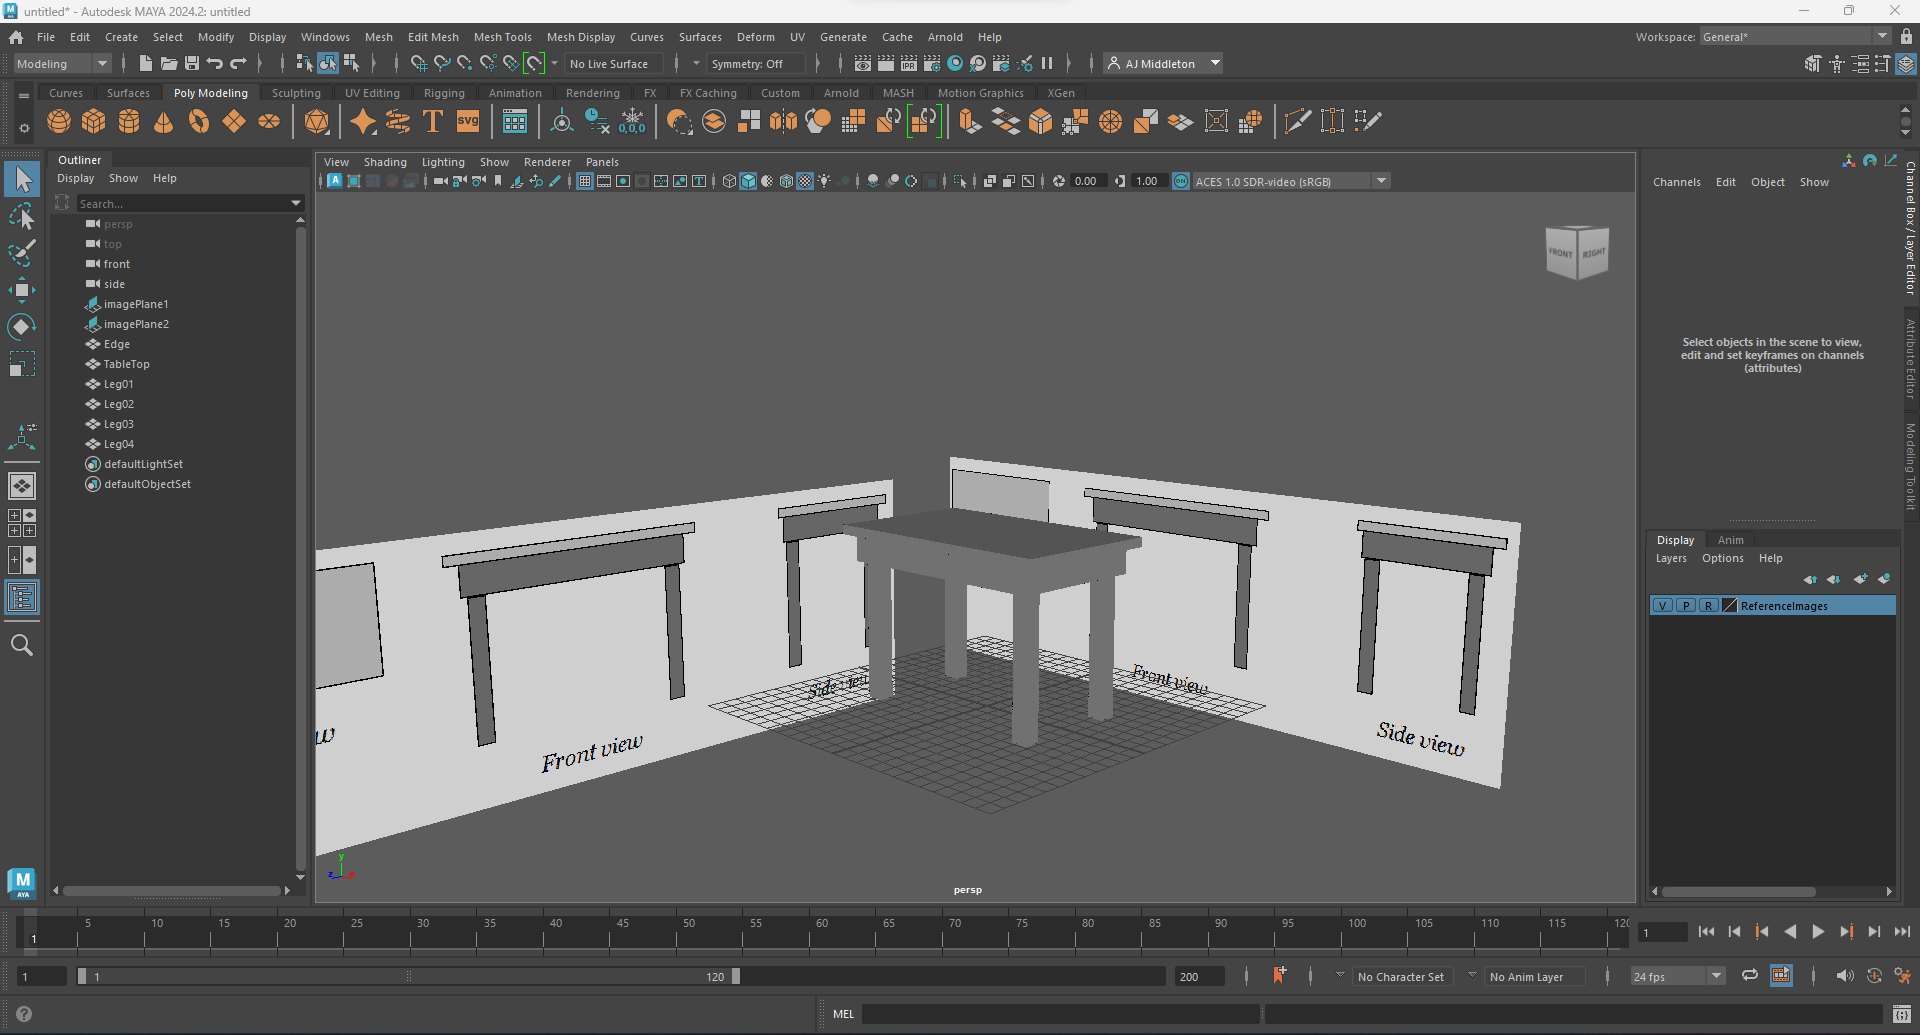 untitled* - Autodesk MAYA 2024.2: untitled
File Edit Create Select Modify Display Windows Mesh Edit Mesh Mesh Tools Mesh Display Curves Surfaces Deform UV Generate Cache Arnold Help
Workspace: General*
Modeling
No Live Surface
Symmetry: Off
IPR
AJ Middleton
Curves Surfaces Poly Modeling Sculpting UV Editing Rigging Animation Rendering FX FX Caching Custom Arnold MASH Motion Graphics XGen
T
svg
0,0,0
Outliner
Display Show Help
Search...
persp
top
front
side
imagePlane1
imagePlane2
Edge
TableTop
Leg01
Leg02
Leg03
Leg04
defaultLightSet
defaultObjectSet
View Shading Lighting Show Renderer Panels
A
0.00
1.00
ON
ACES 1.0 SDR-video (sRGB)
FRONT
RIGHT
w
Front view
Side view
Front view
Side view
y
z
x
persp
Channels Edit Object Show
Select objects in the scene to view,
edit and set keyframes on channels
(attributes)
Channel Box / Layer Editor
Attribute Editor
Modeling Toolkit
Display Anim
Layers Options Help
V P R ReferenceImages
M
AYA
5 10 15 20 25 30 35 40 45 50 55 60 65 70 75 80 85 90 95 100 105 110 115 120
1
1
1
1
120
200
No Character Set
No Anim Layer
24 fps
MEL